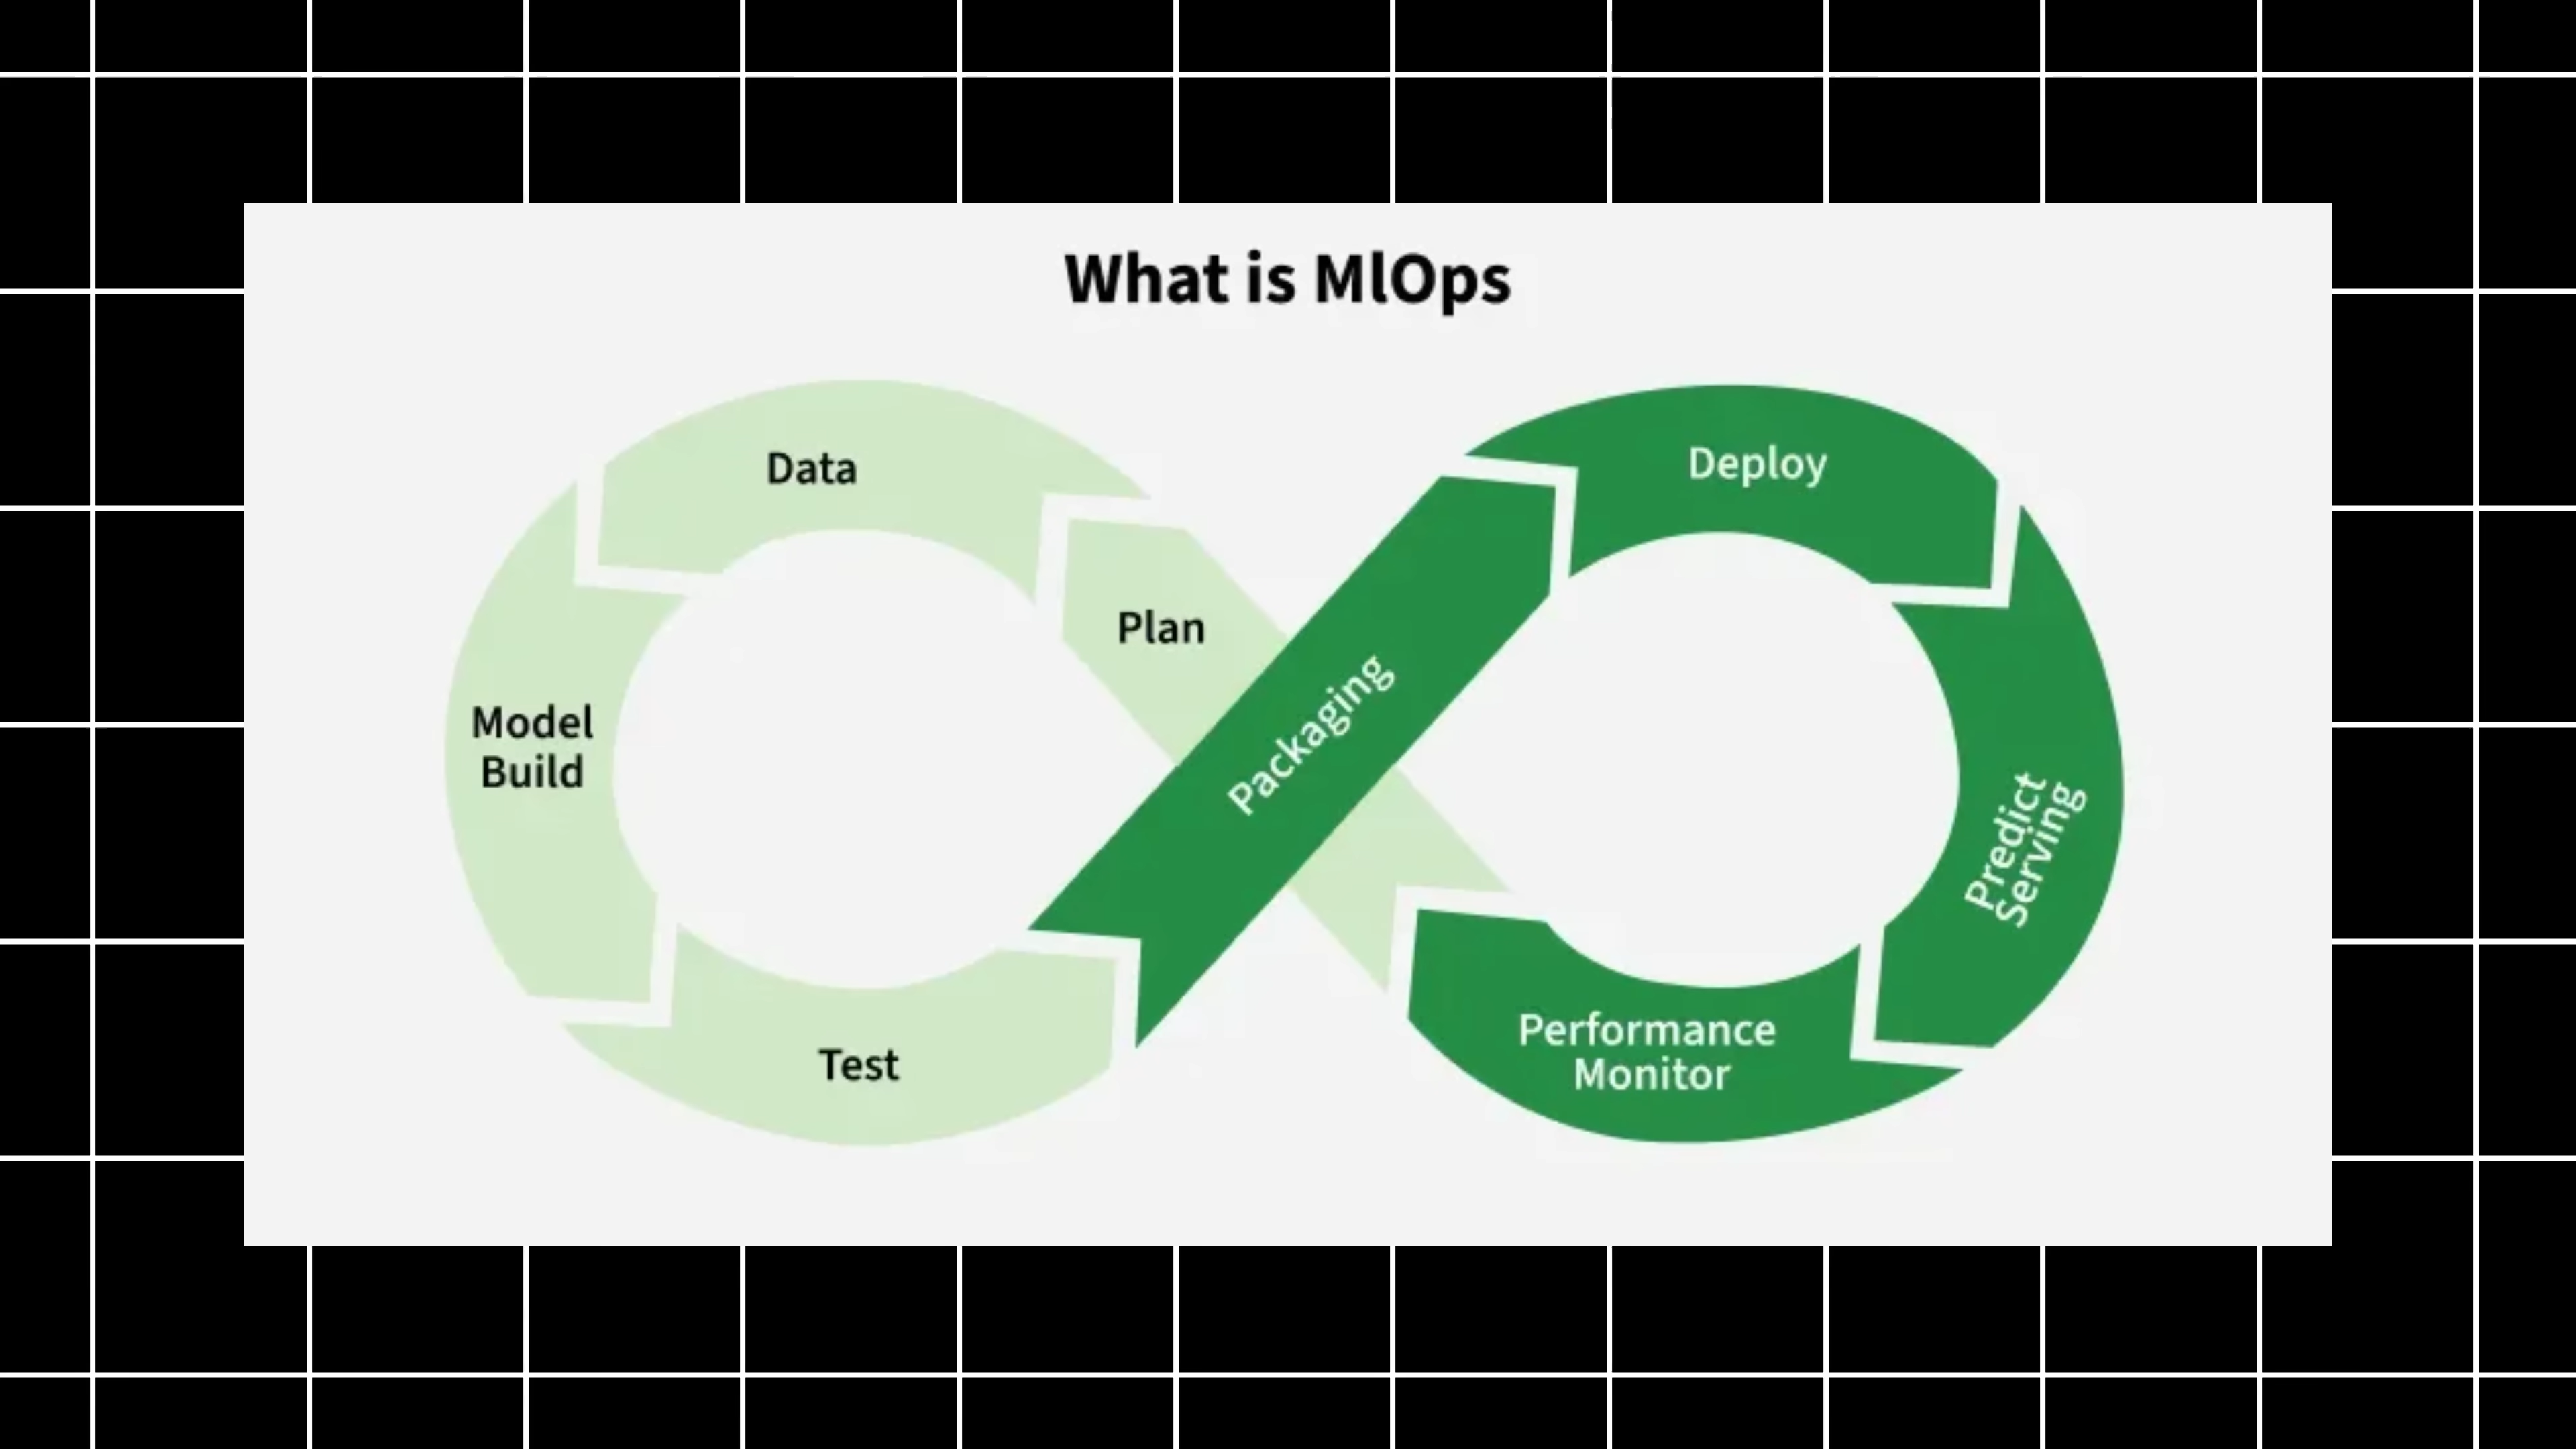 What is MlOps
Data
Deploy
Plan
Packaging
Model
Build
Predict
Serving
Test
Performance
Monitor